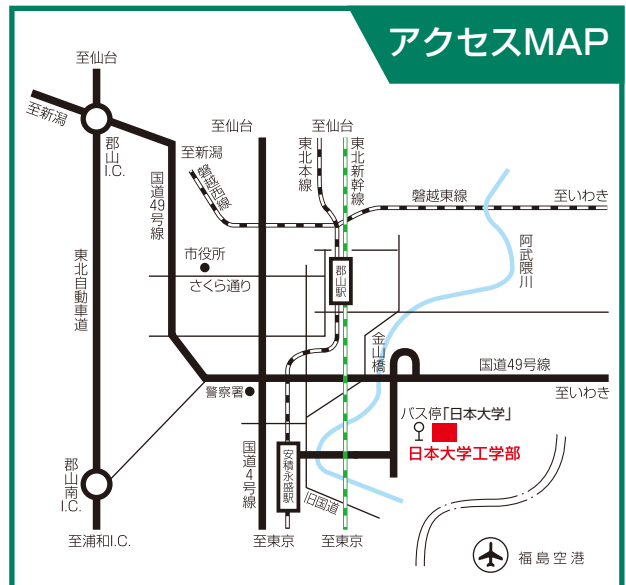 アクセスMAP
至仙台
至新潟
郡山I.C.
国道49号線
至仙台
至仙台
至新潟
磐越西線
東北本線
東北新幹線
磐越東線
至いわき
阿武隈川
市役所
さくら通り
郡山駅
東北自動車道
金山橋
国道49号線
至いわき
警察署
バス停「日本大学」
日本大学工学部
郡山南I.C.
国道4号線
安積永盛駅
旧国道
至浦和I.C.
至東京
至東京
福島空港